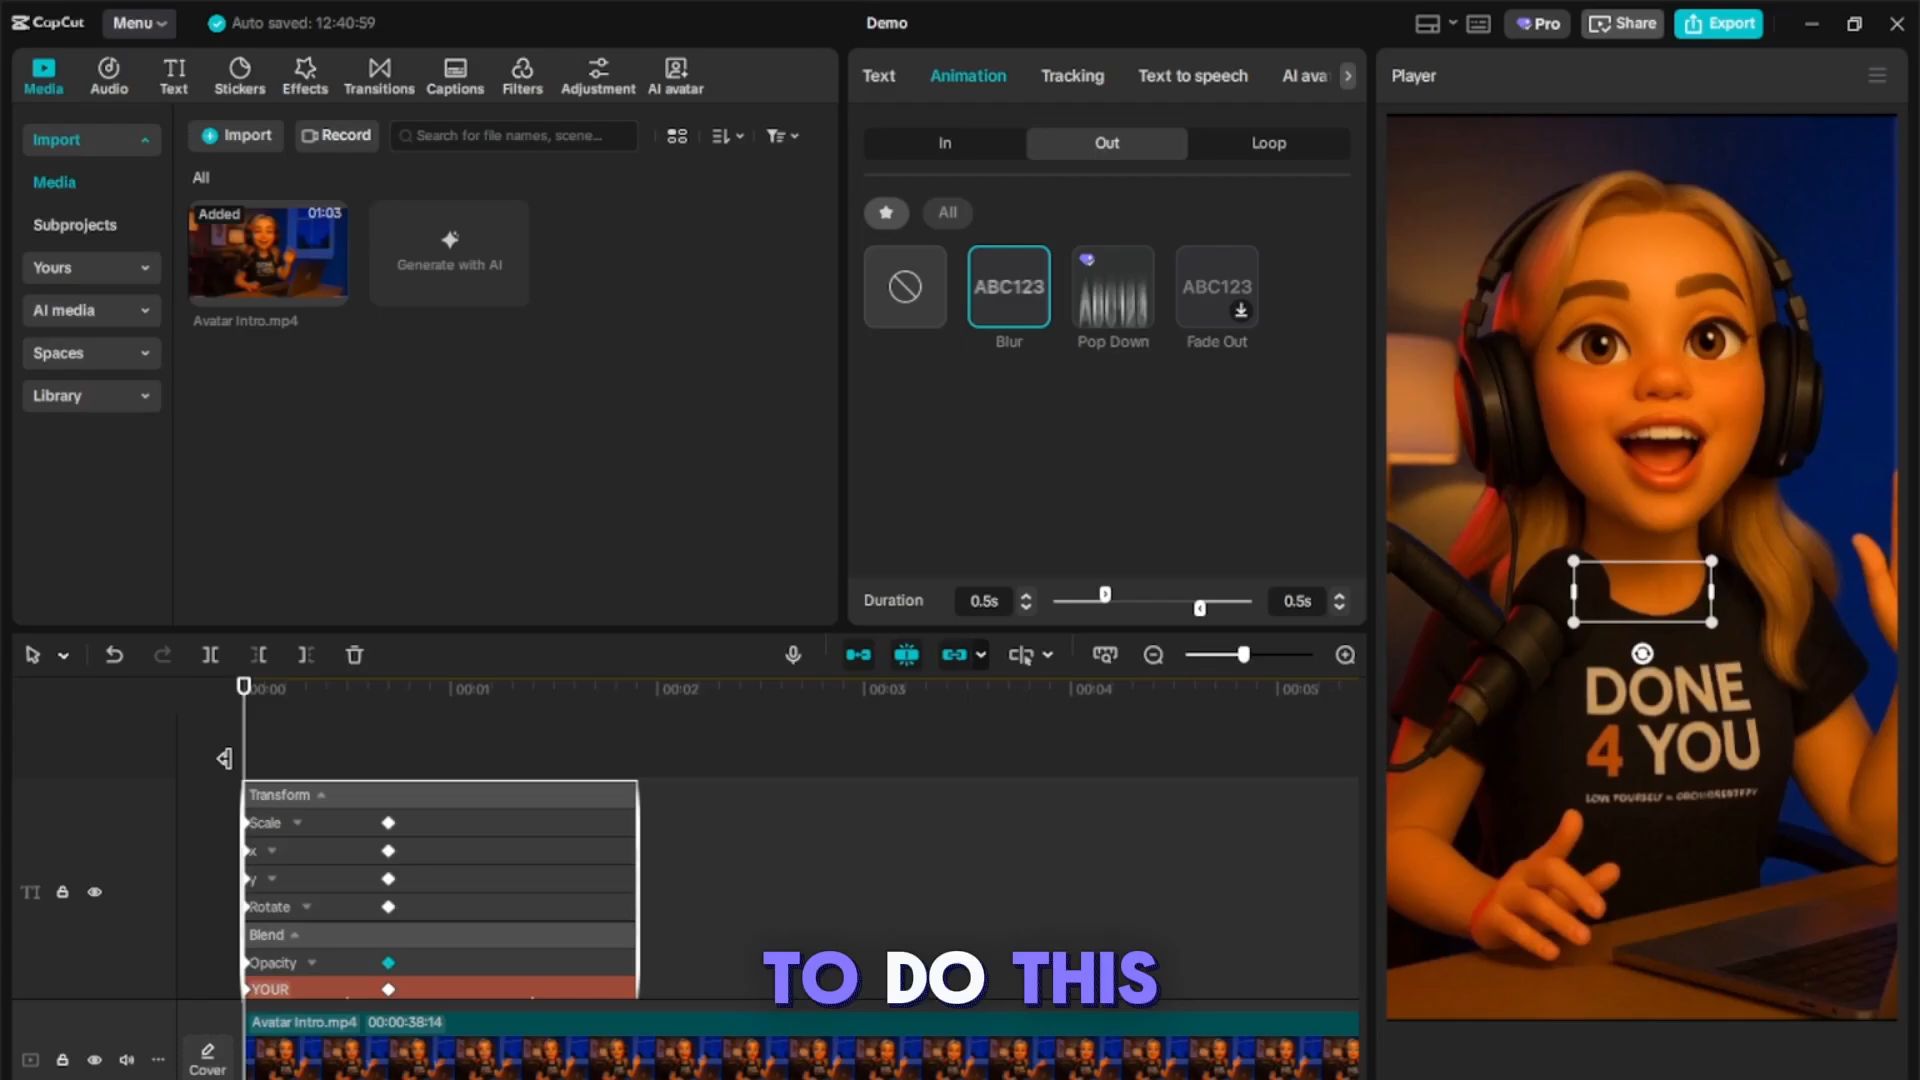 CapCut Menu Auto saved: 12:40:59 Demo Pro Share Export
Media Audio Text Stickers Effects Transitions Captions Filters Adjustment AI avatar
Import
Media
Subprojects
Yours
AI media
Spaces
Library
Import Record Search for file names, scene...
All
Added 01:03
Avatar Intro.mp4
Generate with AI
Text Animation Tracking Text to speech AI ava
In Out Loop
All
ABC123 ABC123 ABC123
Blur Pop Down Fade Out
Duration 0.5s 0.5s
Player
DONE
4 YOU
00:00 00:01 00:02 00:03 00:04 00:05
Transform
Scale
x
y
Rotate
Blend
Opacity
YOUR
TI
TO DO THIS
Avatar Intro.mp4 00:00:38:14
Cover